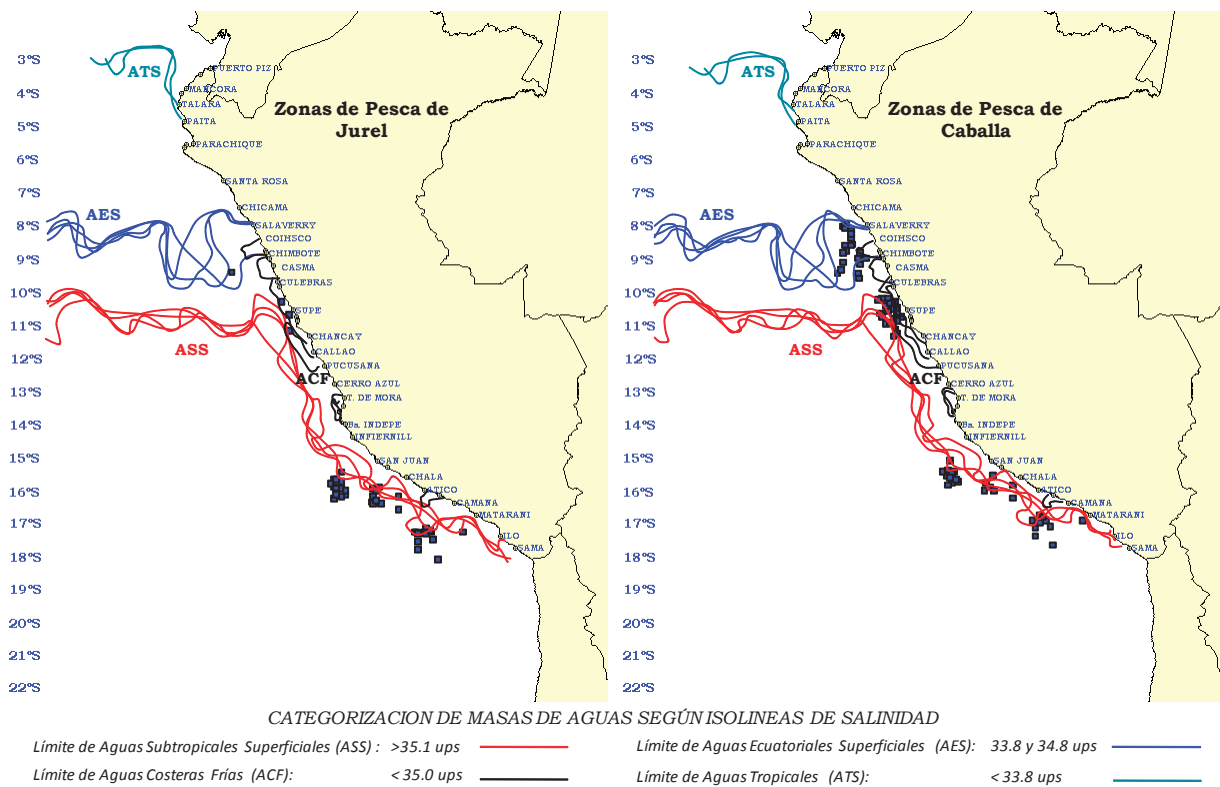 3°S
4°S
5°S
6°S
7°S
8°S
9°S
10°S
11°S
12°S
13°S
14°S
15°S
16°S
17°S
18°S
19°S
20°S
21°S
22°S
ATS
AES
ASS
ACF
Zonas de Pesca de
Jurel
PUERTO PIZ
MANCORA
TALARA
PAITA
PARACHIQUE
SANTA ROSA
CHICAMA
SALAVERRY
COIHSCO
CHIMBOTE
CASMA
CULEBRAS
SUPE
CHANCAY
CALLAO
PUCUSANA
CERRO AZUL
T. DE MORA
Ba. INDEPE
INFIERNILL
SAN JUAN
CHALA
ATICO
CAMANA
MATARANI
ILO
SAMA
3°S
4°S
5°S
6°S
7°S
8°S
9°S
10°S
11°S
12°S
13°S
14°S
15°S
16°S
17°S
18°S
19°S
20°S
21°S
22°S
ATS
AES
ASS
ACF
Zonas de Pesca de
Caballa
PUERTO PIZ
MANCORA
TALARA
PAITA
PARACHIQUE
SANTA ROSA
CHICAMA
SALAVERRY
COIHSCO
CHIMBOTE
CASMA
CULEBRAS
SUPE
CHANCAY
CALLAO
PUCUSANA
CERRO AZUL
T. DE MORA
Ba. INDEPE
INFIERNILL
SAN JUAN
CHALA
ATICO
CAMANA
MATARANI
ILO
SAMA
CATEGORIZACION DE MASAS DE AGUAS SEGÚN ISOLINEAS DE SALINIDAD
Límite de Aguas Subtropicales Superficiales (ASS) : >35.1 ups
Límite de Aguas Ecuatoriales Superficiales (AES): 33.8 y 34.8 ups
Límite de Aguas Costeras Frías (ACF): < 35.0 ups
Límite de Aguas Tropicales (ATS): < 33.8 ups